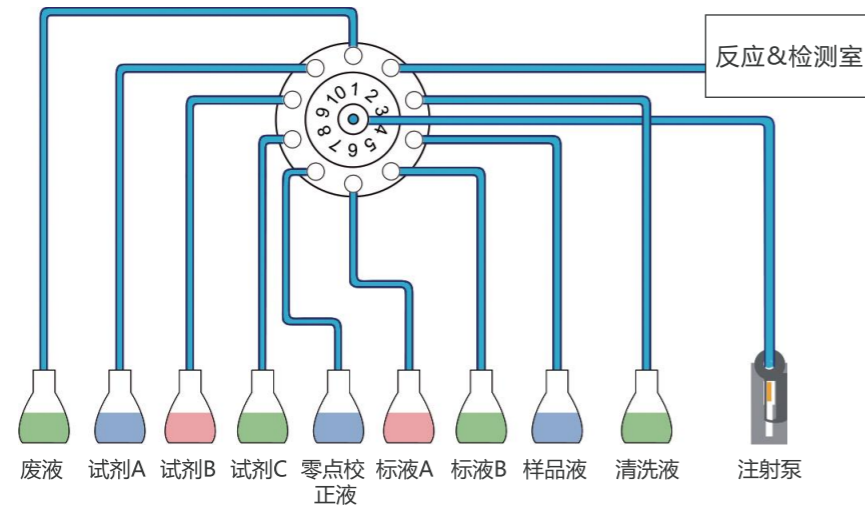 反应&检测室
1
2
3
4
5
6
7
8
9
10
废液
试剂A
试剂B
试剂C
零点校
正液
标液A
标液B
样品液
清洗液
注射泵